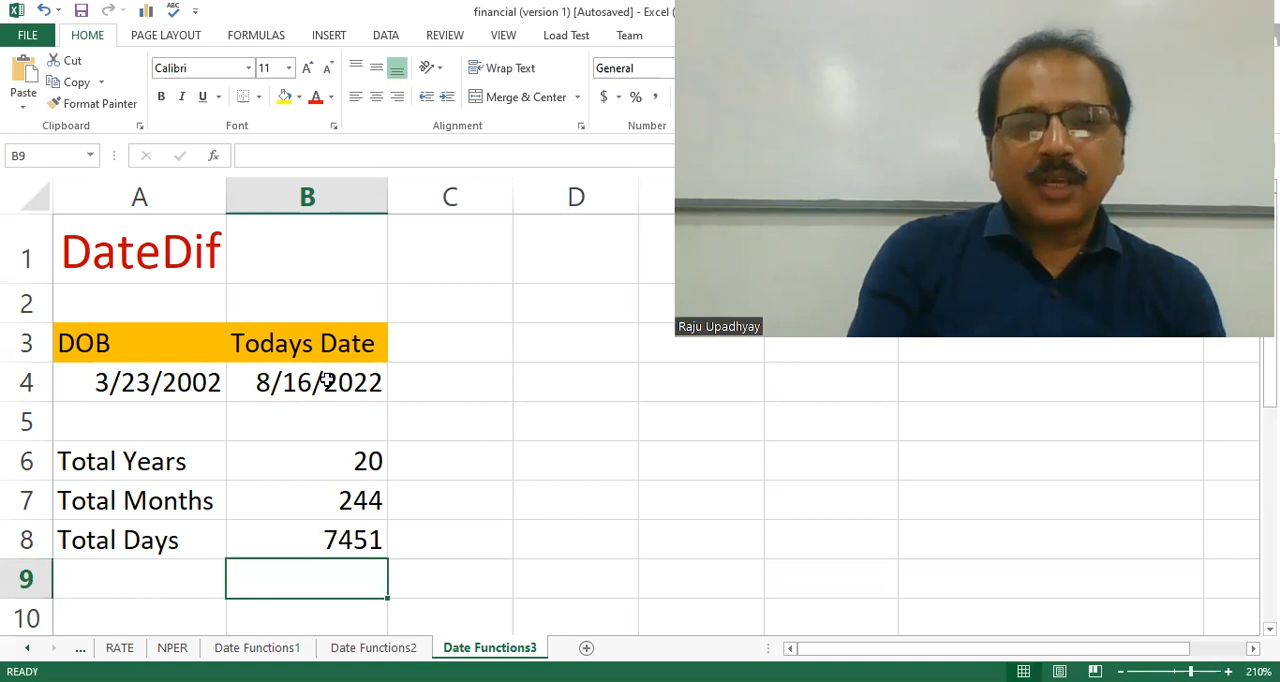 financial (version 1) [Autosaved] - Excel (
FILE HOME PAGE LAYOUT FORMULAS INSERT DATA REVIEW VIEW Load Test Team
Paste
Cut
Copy
Format Painter
Clipboard
Calibri 11
B I U
Font
Wrap Text
Merge & Center
Alignment
General
$ % ,
Number
B9 fx
A B C D
1 DateDif
2
3 DOB Todays Date
4 3/23/2002 8/16/2022
5
6 Total Years 20
7 Total Months 244
8 Total Days 7451
9
10
Raju Upadhyay
... RATE NPER Date Functions1 Date Functions2 Date Functions3
READY 210%